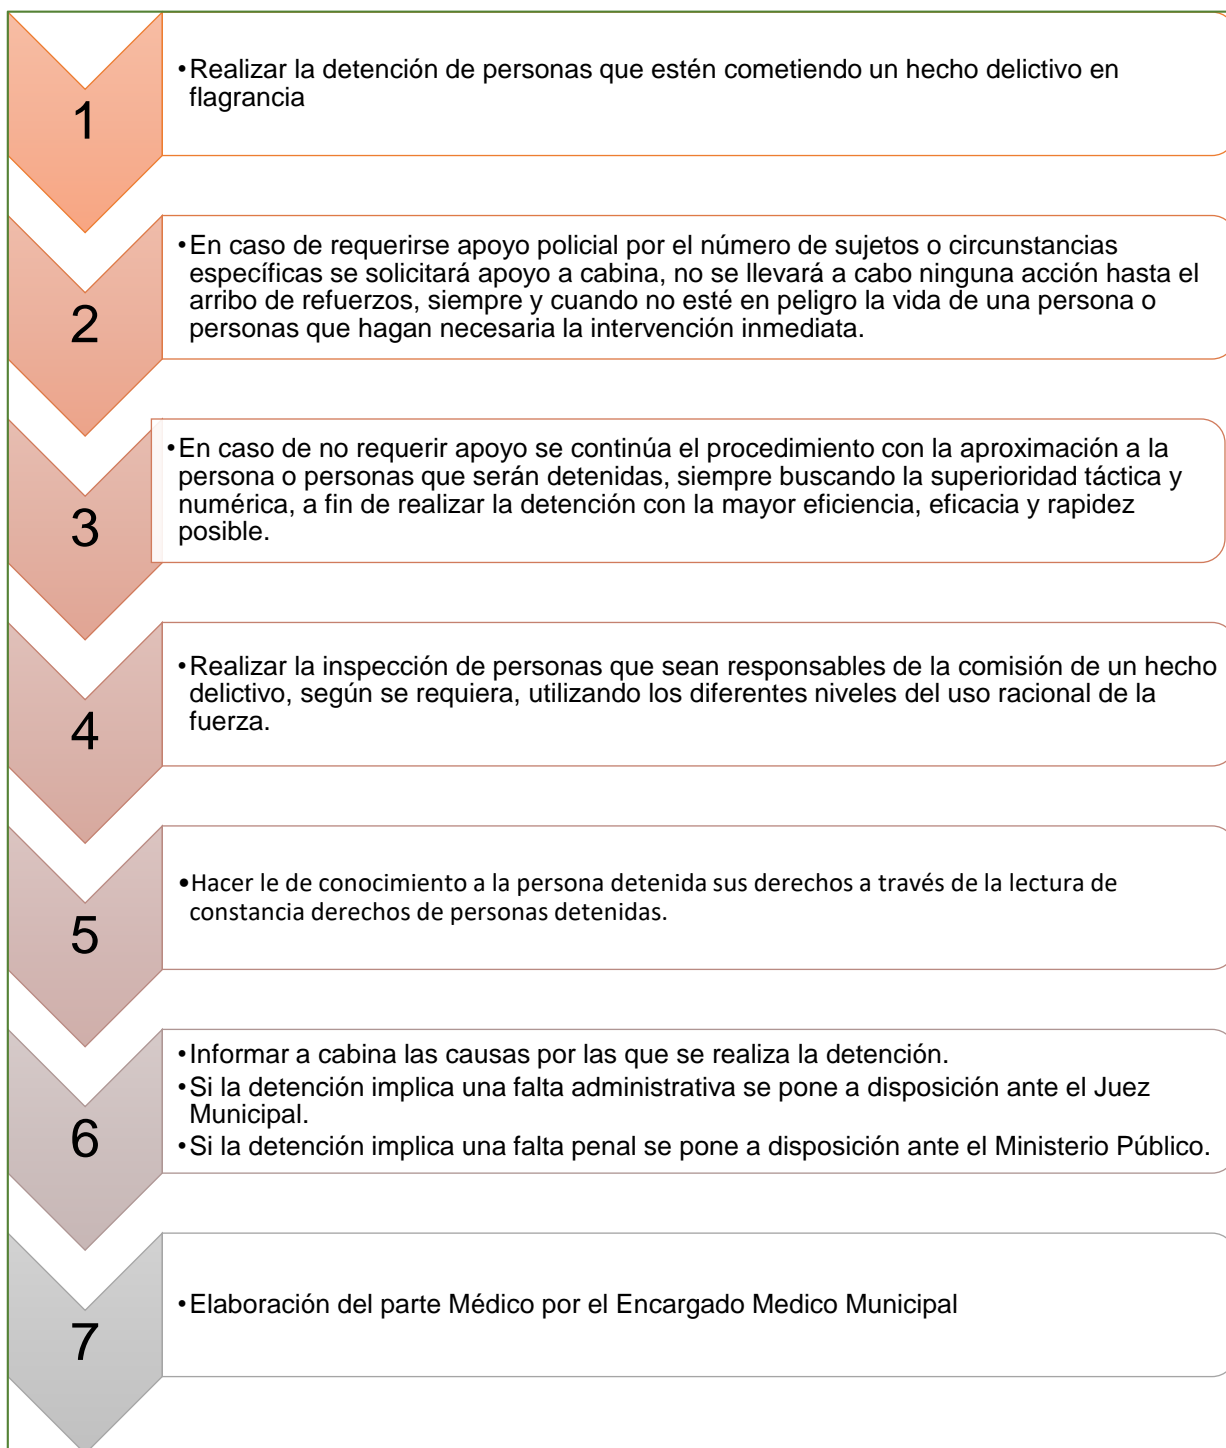 1
•Realizar la detención de personas que estén cometiendo un hecho delictivo en
flagrancia
2
•En caso de requerirse apoyo policial por el número de sujetos o circunstancias
específicas se solicitará apoyo a cabina, no se llevará a cabo ninguna acción hasta el
arribo de refuerzos, siempre y cuando no esté en peligro la vida de una persona o
personas que hagan necesaria la intervención inmediata.
3
•En caso de no requerir apoyo se continúa el procedimiento con la aproximación a la
persona o personas que serán detenidas, siempre buscando la superioridad táctica y
numérica, a fin de realizar la detención con la mayor eficiencia, eficacia y rapidez
posible.
4
•Realizar la inspección de personas que sean responsables de la comisión de un hecho
delictivo, según se requiera, utilizando los diferentes niveles del uso racional de la
fuerza.
5
•Hacer le de conocimiento a la persona detenida sus derechos a través de la lectura de
constancia derechos de personas detenidas.
6
•Informar a cabina las causas por las que se realiza la detención.
•Si la detención implica una falta administrativa se pone a disposición ante el Juez
Municipal.
•Si la detención implica una falta penal se pone a disposición ante el Ministerio Público.
7
•Elaboración del parte Médico por el Encargado Medico Municipal